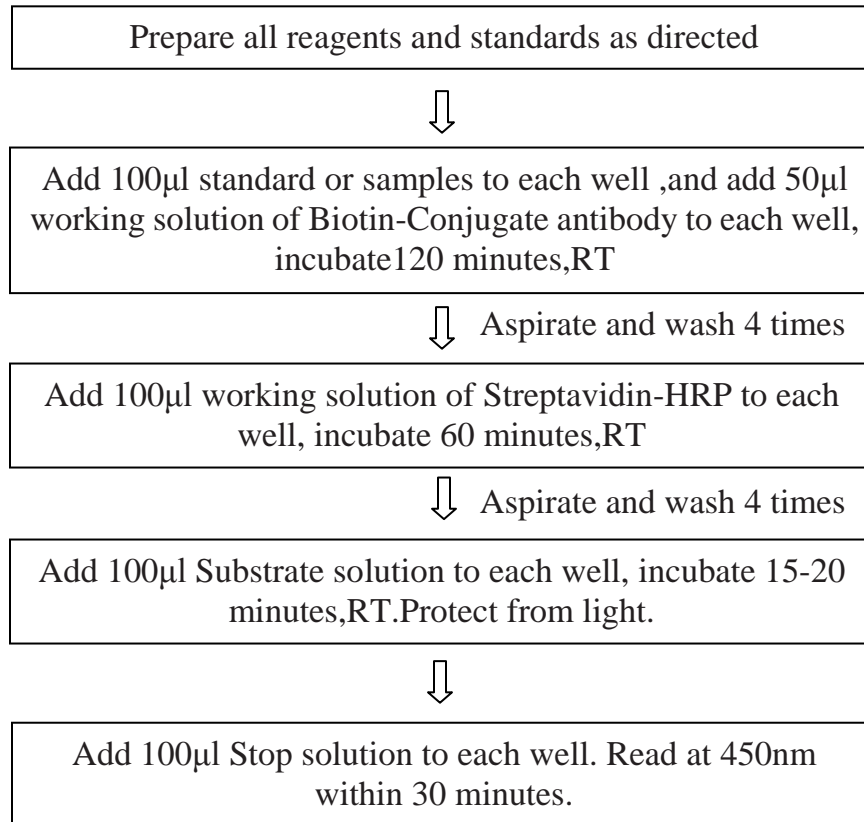 Prepare all reagents and standards as directed
Add 100μl standard or samples to each well ,and add 50μl
working solution of Biotin-Conjugate antibody to each well,
incubate120 minutes,RT
Aspirate and wash 4 times
Add 100μl working solution of Streptavidin-HRP to each
well, incubate 60 minutes,RT
Aspirate and wash 4 times
Add 100μl Substrate solution to each well, incubate 15-20
minutes,RT.Protect from light.
Add 100μl Stop solution to each well. Read at 450nm
within 30 minutes.